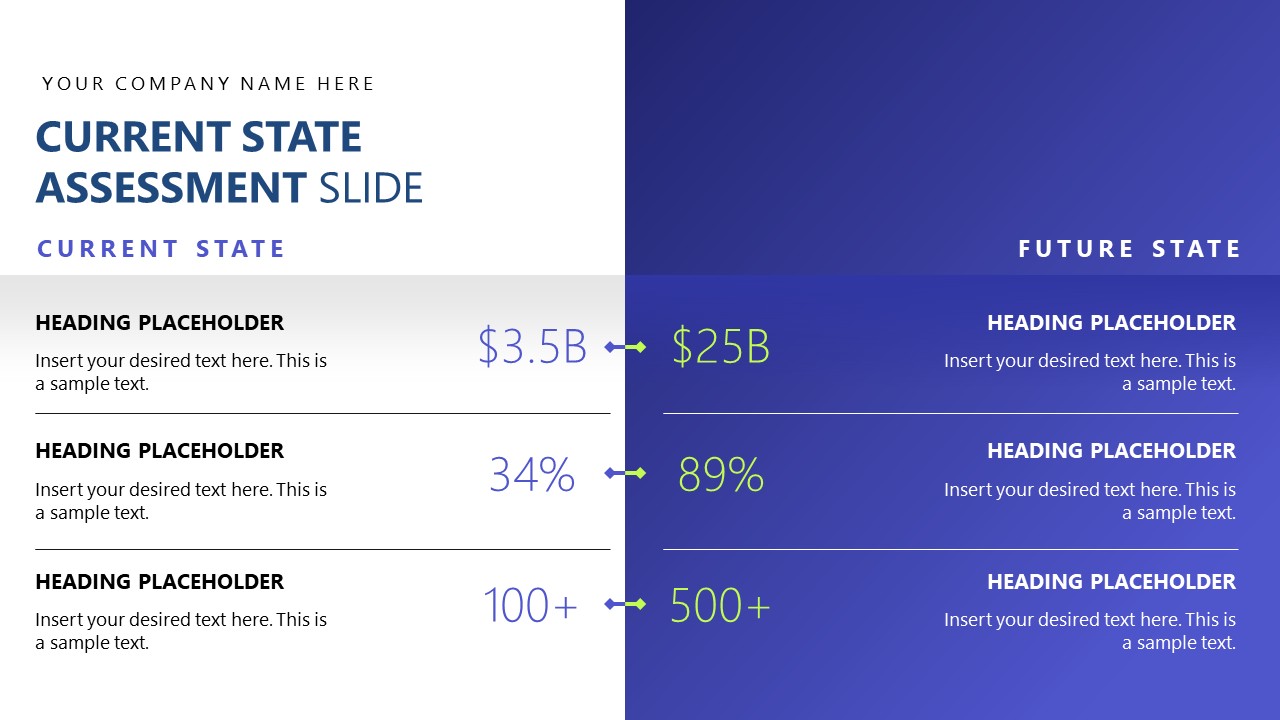 YOUR COMPANY NAME HERE
CURRENT STATE
ASSESSMENT SLIDE
CURRENT STATE
FUTURE STATE
HEADING PLACEHOLDER
Insert your desired text here. This is
a sample text.
$3.5B
$25B
HEADING PLACEHOLDER
Insert your desired text here. This is
a sample text.
HEADING PLACEHOLDER
Insert your desired text here. This is
a sample text.
34%
89%
HEADING PLACEHOLDER
Insert your desired text here. This is
a sample text.
HEADING PLACEHOLDER
Insert your desired text here. This is
a sample text.
100+
500+
HEADING PLACEHOLDER
Insert your desired text here. This is
a sample text.